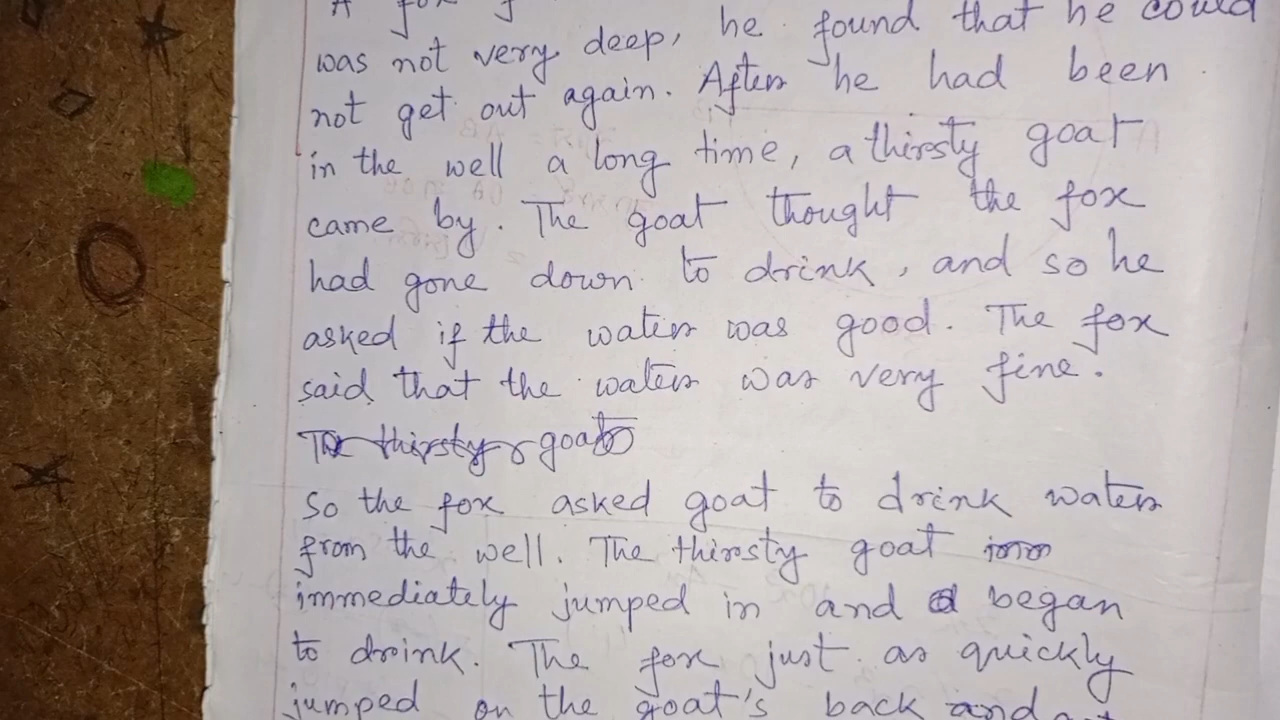 A fox f
was not very deep, he found that he could
not get out again. After he had been
in the well a long time, a thirsty goat
came by. The goat thought the fox
had gone down to drink, and so he
asked if the water was good. The fox
said that the water was very fine.
thirsty goat
So the fox asked goat to drink water
from the well. The thirsty goat
immediately jumped in and began
to drink. The fox just as quickly
jumped on the goat's back and